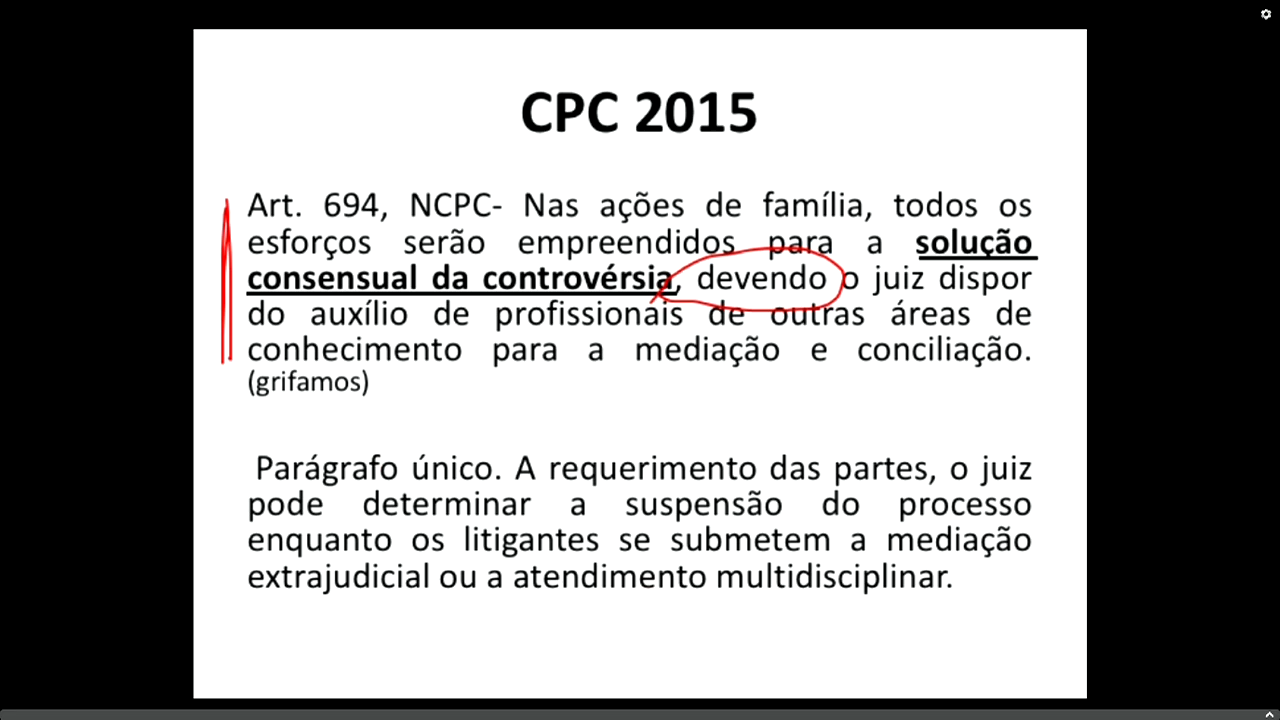 CPC 2015
Art. 694, NCPC- Nas ações de família, todos os
esforços serão empreendidos para a solução
consensual da controvérsia, devendo o juiz dispor
do auxílio de profissionais de outras áreas de
conhecimento para a mediação e conciliação.
(grifamos)
Parágrafo único. A requerimento das partes, o juiz
pode determinar a suspensão do processo
enquanto os litigantes se submetem a mediação
extrajudicial ou a atendimento multidisciplinar.